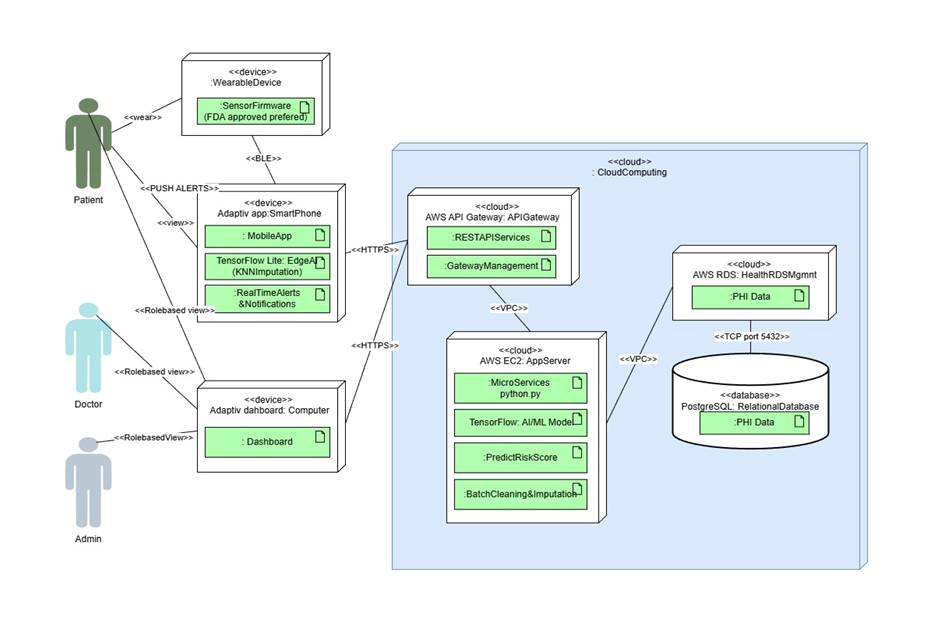 <<device>>
:WearableDevice
:SensorFirmware
(FDA approved prefered)
<<wear>>
<<BLE>>
Patient
<<PUSH ALERTS>>
<<view>>
<<device>>
Adaptiv app:SmartPhone
: MobileApp
TensorFlow Lite: EdgeAI
(KNNImputation)
:RealTimeAlerts
&Notifications
<<Rolebased view>>
<<HTTPS>>
<<HTTPS>>
Doctor
<<Rolebased view>>
<<device>>
Adaptiv dahboard: Computer
: Dashboard
<<RolebasedView>>
Admin
<<cloud>>
: CloudComputing
<<cloud>>
AWS API Gateway: APIGateway
:RESTAPIServices
:GatewayManagement
<<VPC>>
<<cloud>>
AWS EC2: AppServer
:MicroServices
python.py
TensorFlow: AI/ML Model
:PredictRiskScore
:BatchCleaning&Imputation
<<VPC>>
<<cloud>>
AWS RDS: HealthRDSMgmnt
:PHI Data
<<TCP port 5432>>
<<database>>
PostgreSQL: RelationalDatabase
:PHI Data